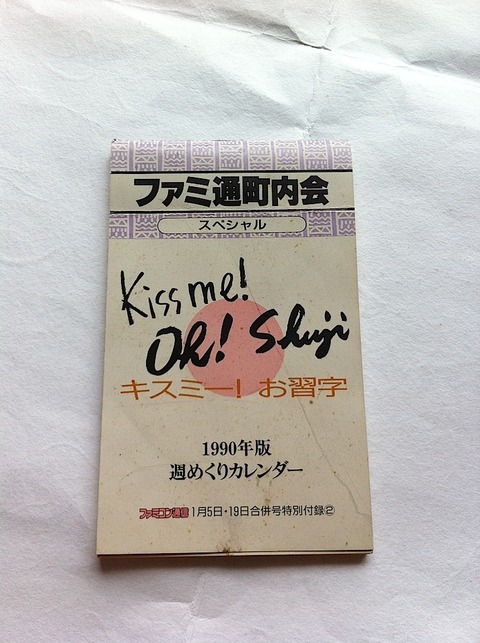 ファミ通町内会
スペシャル
Kiss me!
Oh! Shuji
キスミー! お習字
1990年版
週めくりカレンダー
ファミコン通信 1月5日・19日合併号特別付録②